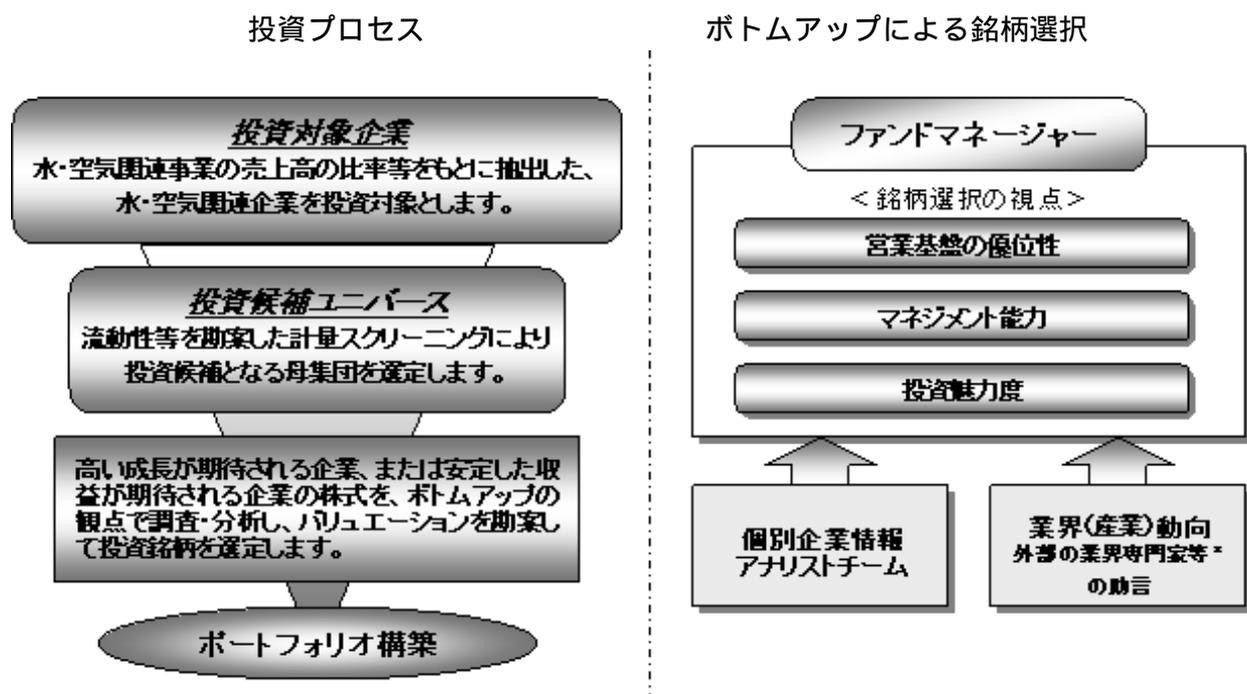 投資プロセス
投資対象企業
水・空気関連事業の売上高の比率等をもとに抽出した、
水・空気関連企業を投資対象とします。
投資候補ユニバース
流動性等を勘案した計量スクリーニングにより
投資候補となる母集団を選定します。
高い成長が期待される企業、または安定した収
益が期待される企業の株式を、ボトムアップの
観点で調査・分析し、バリュエーションを勘案し
て投資銘柄を選定します。
ポートフォリオ構築
ボトムアップによる銘柄選択
ファンドマネージャー
＜銘柄選択の視点＞
営業基盤の優位性
マネジメント能力
投資魅力度
個別企業情報
アナリストチーム
業界(産業)動向
外部の業界専門家等*
の助言